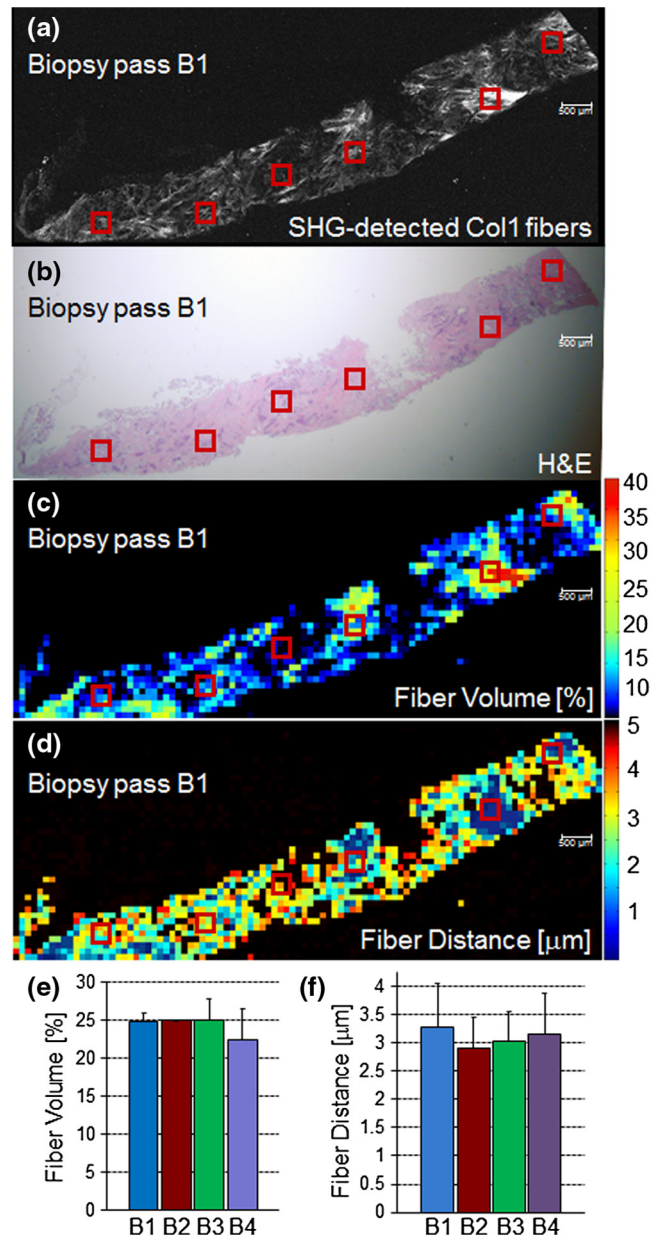 (a)
Biopsy pass B1
500 µm
SHG-detected Col1 fibers
(b)
Biopsy pass B1
500 µm
H&E
(c)
Biopsy pass B1
500 µm
Fiber Volume [%]
40
35
30
25
20
15
10
(d)
Biopsy pass B1
500 µm
Fiber Distance [µm]
5
4
3
2
1
(e)
Fiber Volume [%]
30
25
20
15
10
5
0
B1 B2 B3 B4
(f)
Fiber Distance [µm]
4
3.5
3
2.5
2
1.5
1
0.5
0
B1 B2 B3 B4